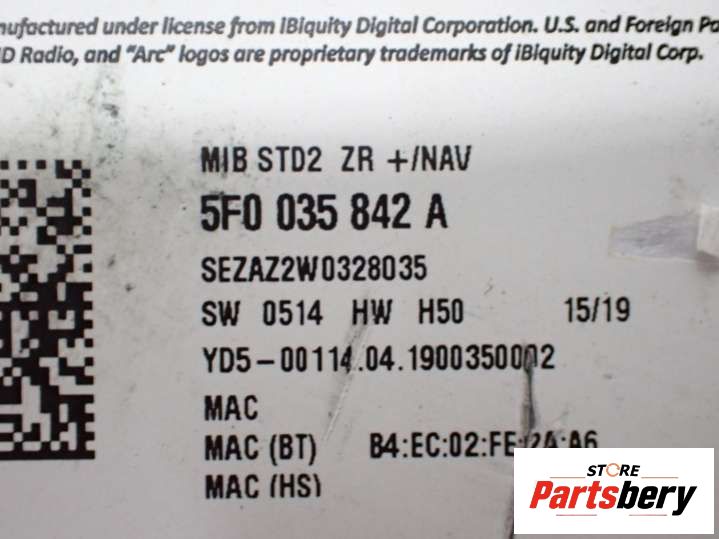 nufactured under license from iBiquity Digital Corporation. U.S. and Foreign Pa
D Radio, and "Arc" logos are proprietary trademarks of iBiquity Digital Corp.
MIB STD2 ZR +/NAV
5F0 035 842 A
SEZAZ2W0328035
SW 0514 HW H50 15/19
YD5-00114.04.1900350002
MAC
MAC (BT) B4:EC:02:FE:2A:A6
MAC (HS)
STORE
Partsbery